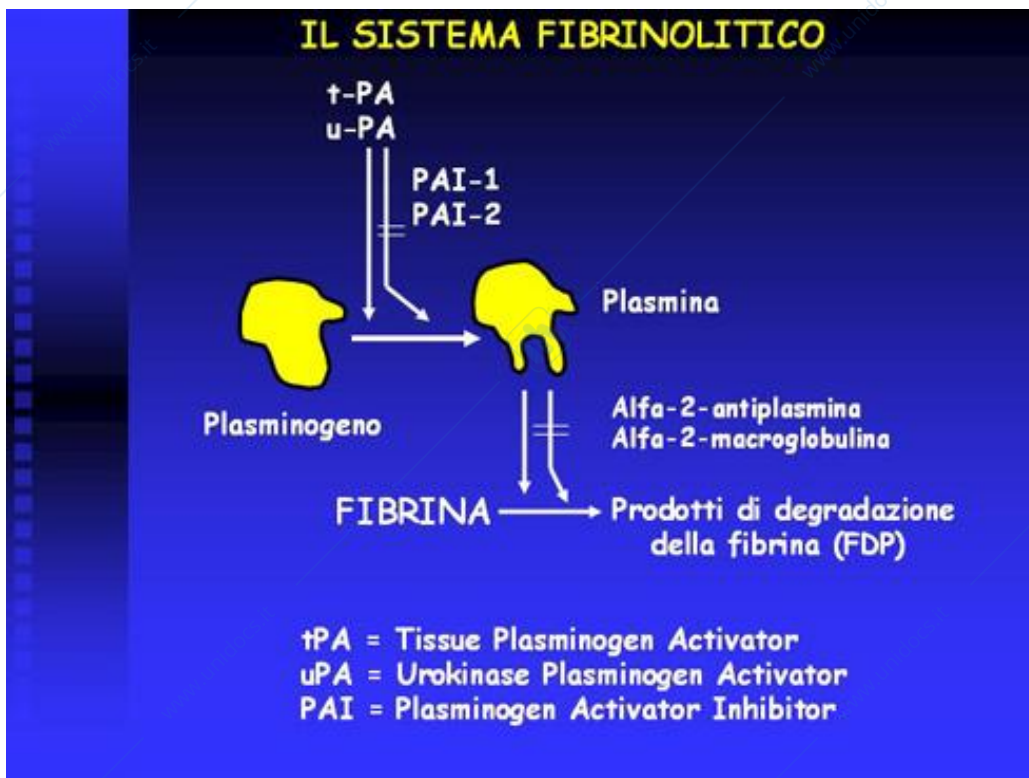 IL SISTEMA FIBRINOLITICO
t-PA
u-PA
PAI-1
PAI-2
Plasmina
Plasminogeno
Alfa-2-antiplasmina
Alfa-2-macroglobulina
FIBRINA
Prodotti di degradazione
della fibrina (FDP)
tPA = Tissue Plasminogen Activator
uPA = Urokinase Plasminogen Activator
PAI = Plasminogen Activator Inhibitor